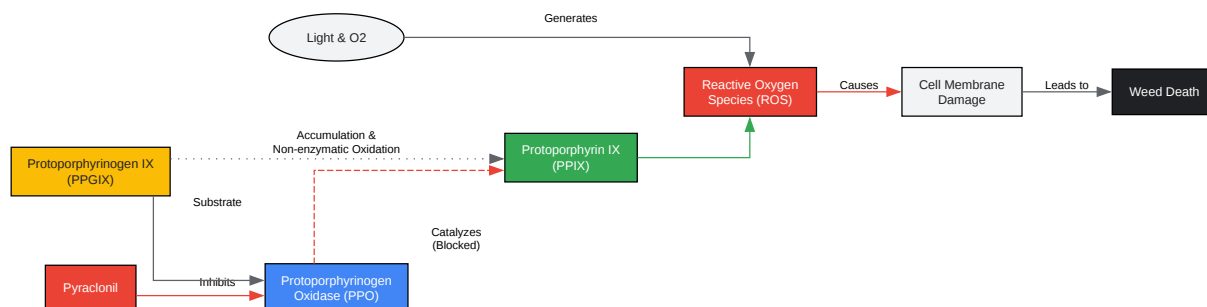 Generates
Light & O2
Reactive Oxygen
Species (ROS)
Causes
Cell Membrane
Damage
Leads to
Weed Death
Accumulation &
Non-enzymatic Oxidation
Protoporphyrin IX
(PPIX)
Protoporphyrinogen IX
(PPGIX)
Substrate
Catalyzes
(Blocked)
Pyraclonil
Inhibits
Protoporphyrinogen
Oxidase (PPO)